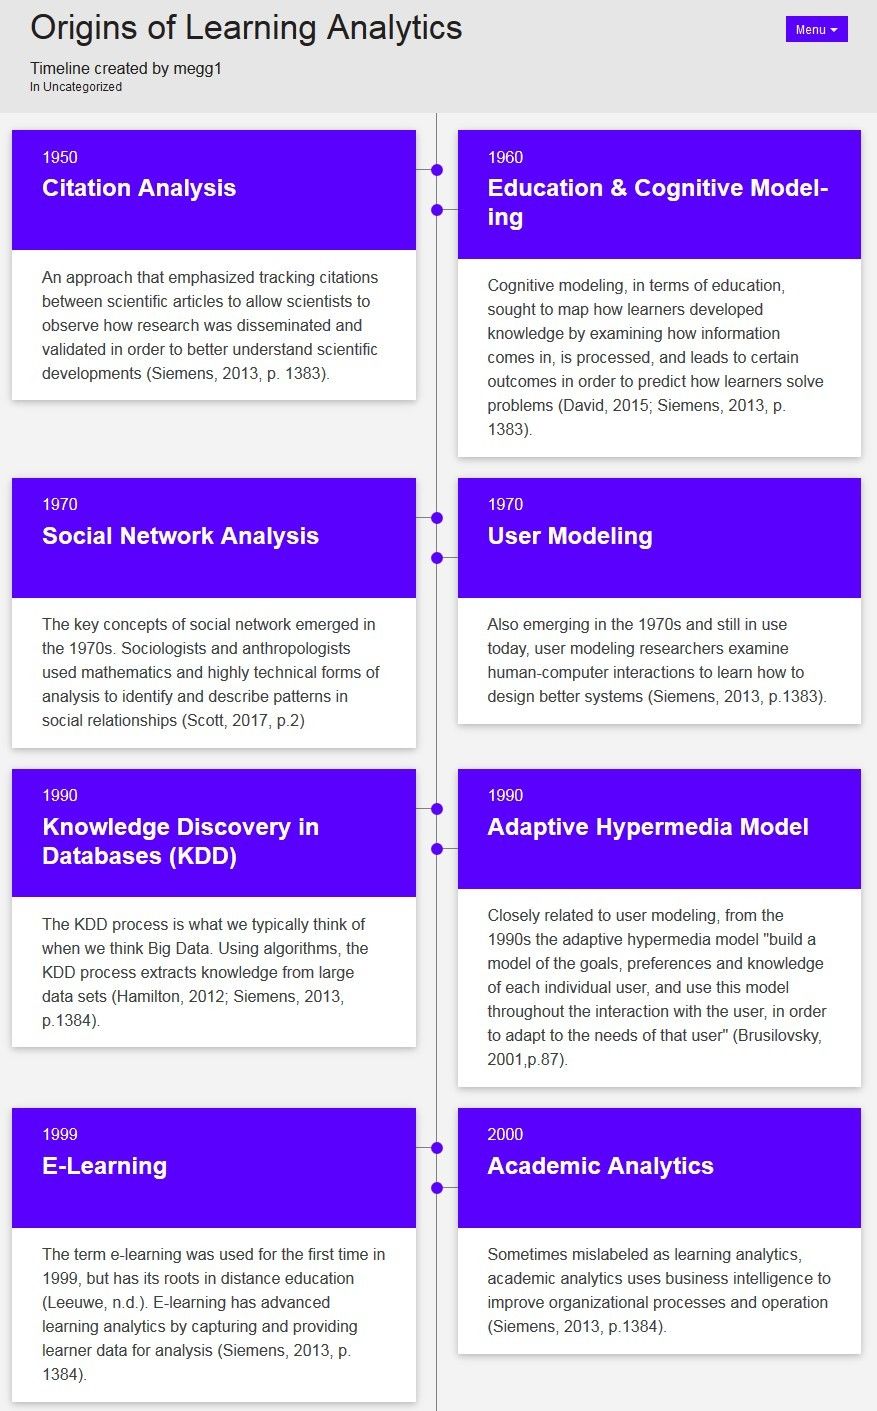 Origins of Learning Analytics
Menu
Timeline created by megg1
In Uncategorized
1950
Citation Analysis
An approach that emphasized tracking citations
between scientific articles to allow scientists to
observe how research was disseminated and
validated in order to better understand scientific
developments (Siemens, 2013, p. 1383).
1960
Education & Cognitive Model-
ing
Cognitive modeling, in terms of education,
sought to map how learners developed
knowledge by examining how information
comes in, is processed, and leads to certain
outcomes in order to predict how learners solve
problems (David, 2015; Siemens, 2013, p.
1383).
1970
Social Network Analysis
The key concepts of social network emerged in
the 1970s. Sociologists and anthropologists
used mathematics and highly technical forms of
analysis to identify and describe patterns in
social relationships (Scott, 2017, p.2)
1970
User Modeling
Also emerging in the 1970s and still in use
today, user modeling researchers examine
human-computer interactions to learn how to
design better systems (Siemens, 2013, p.1383).
1990
Knowledge Discovery in
Databases (KDD)
The KDD process is what we typically think of
when we think Big Data. Using algorithms, the
KDD process extracts knowledge from large
data sets (Hamilton, 2012; Siemens, 2013,
p.1384).
1990
Adaptive Hypermedia Model
Closely related to user modeling, from the
1990s the adaptive hypermedia model "build a
model of the goals, preferences and knowledge
of each individual user, and use this model
throughout the interaction with the user, in order
to adapt to the needs of that user" (Brusilovsky,
2001,p.87).
1999
E-Learning
The term e-learning was used for the first time in
1999, but has its roots in distance education
(Leeuwe, n.d.). E-learning has advanced
learning analytics by capturing and providing
learner data for analysis (Siemens, 2013, p.
1384).
2000
Academic Analytics
Sometimes mislabeled as learning analytics,
academic analytics uses business intelligence to
improve organizational processes and operation
(Siemens, 2013, p.1384).